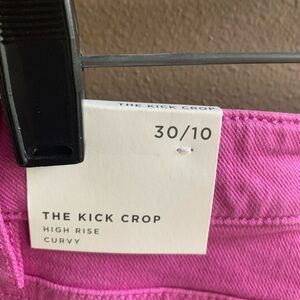 THE KICK CROP
30/10
THE KICK CROP
HIGH RISE
CURVY